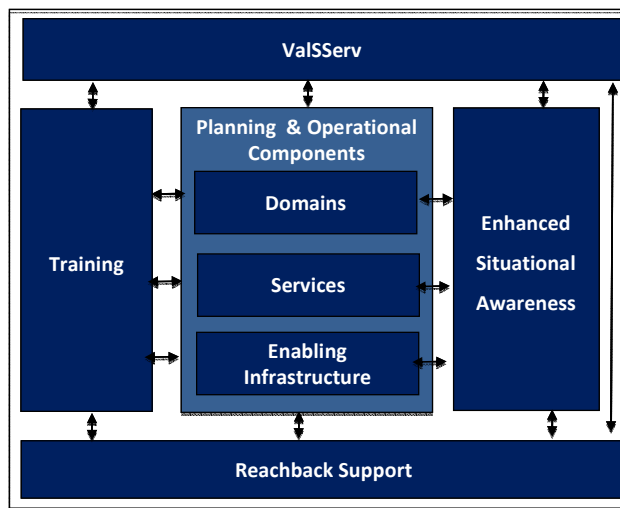 ValSServ
Planning & Operational
Components
Domains
Training
Services
Enabling
Infrastructure
Enhanced
Situational
Awareness
Reachback Support